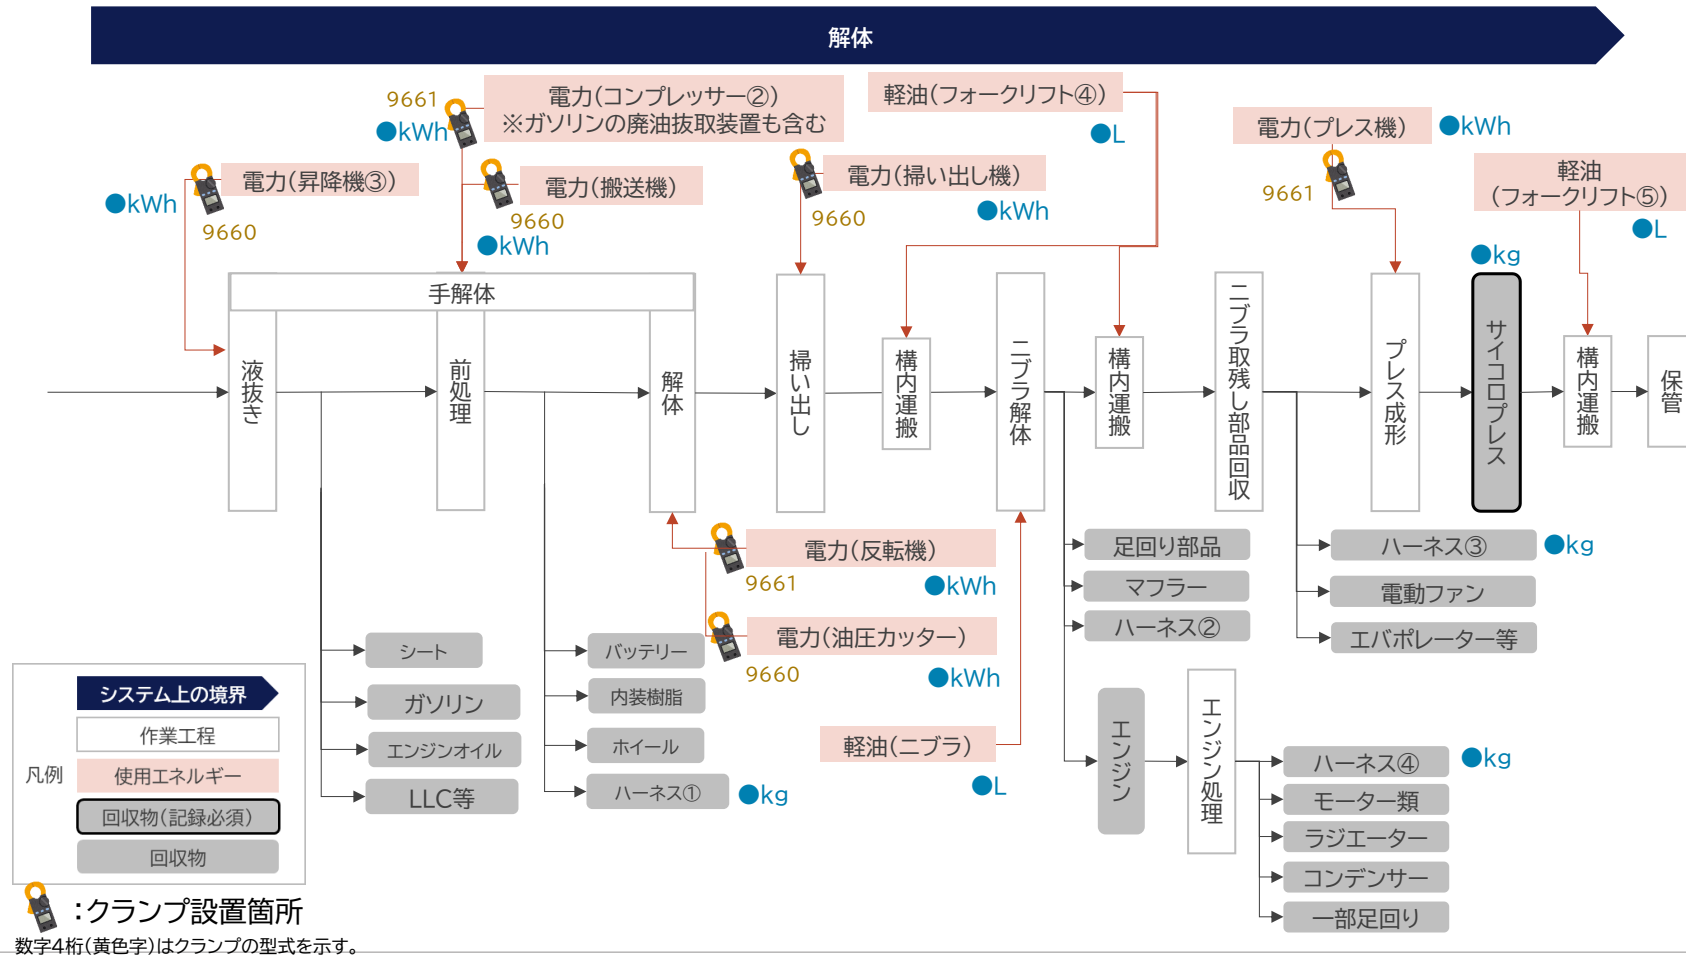 解体
9661
●kWh
電力(コンプレッサー②)
※ガソリンの廃油抜取装置も含む
軽油(フォークリフト④)
●L
電力(プレス機)
●kWh
9661
軽油
(フォークリフト⑤)
●L
●kWh
電力(昇降機③)
9660
電力(搬送機)
9660
●kWh
電力(掃い出し機)
9660
●kWh
●kg
手解体
液抜き
前処理
解体
掃い出し
構内運搬
ニブラ解体
構内運搬
ニブラ取残し部品回収
プレス成形
サイコロプレス
構内運搬
保管
電力(反転機)
9661
●kWh
電力(油圧カッター)
9660
●kWh
軽油(ニブラ)
●L
シート
ガソリン
エンジンオイル
LLC等
バッテリー
内装樹脂
ホイール
ハーネス①
●kg
足回り部品
マフラー
ハーネス②
エンジン
エンジン処理
ハーネス③
●kg
電動ファン
エバポレーター等
ハーネス④
●kg
モーター類
ラジエーター
コンデンサー
一部足回り
凡例
システム上の境界
作業工程
使用エネルギー
回収物(記録必須)
回収物
:クランプ設置箇所
数字4桁(黄色字)はクランプの型式を示す。